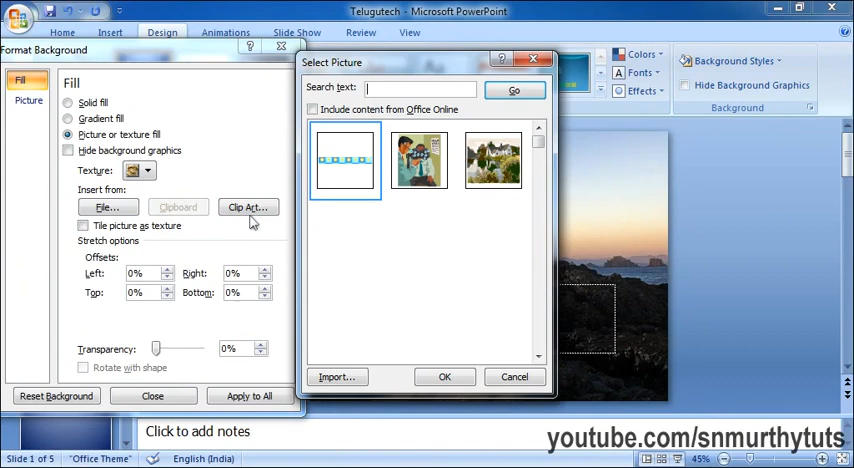 Telugutech - Microsoft PowerPoint
Home Design Animations Slide Show Review View
Format Background
Select Picture
Colors
Fonts
Effects
Background Styles
Hide Background Graphics
Background
Fill
Picture
Fill
Solid fill
Gradient fill
Picture or texture fill
Hide background graphics
Texture:
Insert from:
File... Clipboard Clip Art...
Tile picture as texture
Stretch options
Offsets:
Left: 0% Right: 0%
Top: 0% Bottom: 0%
Transparency: 0%
Rotate with shape
Reset Background Close Apply to All
Search text: Go
Include content from Office Online
Import... OK Cancel
Click to add notes
youtube.com/snmurthytuts
Slide 1 of 5 "Office Theme" English (India) 45%